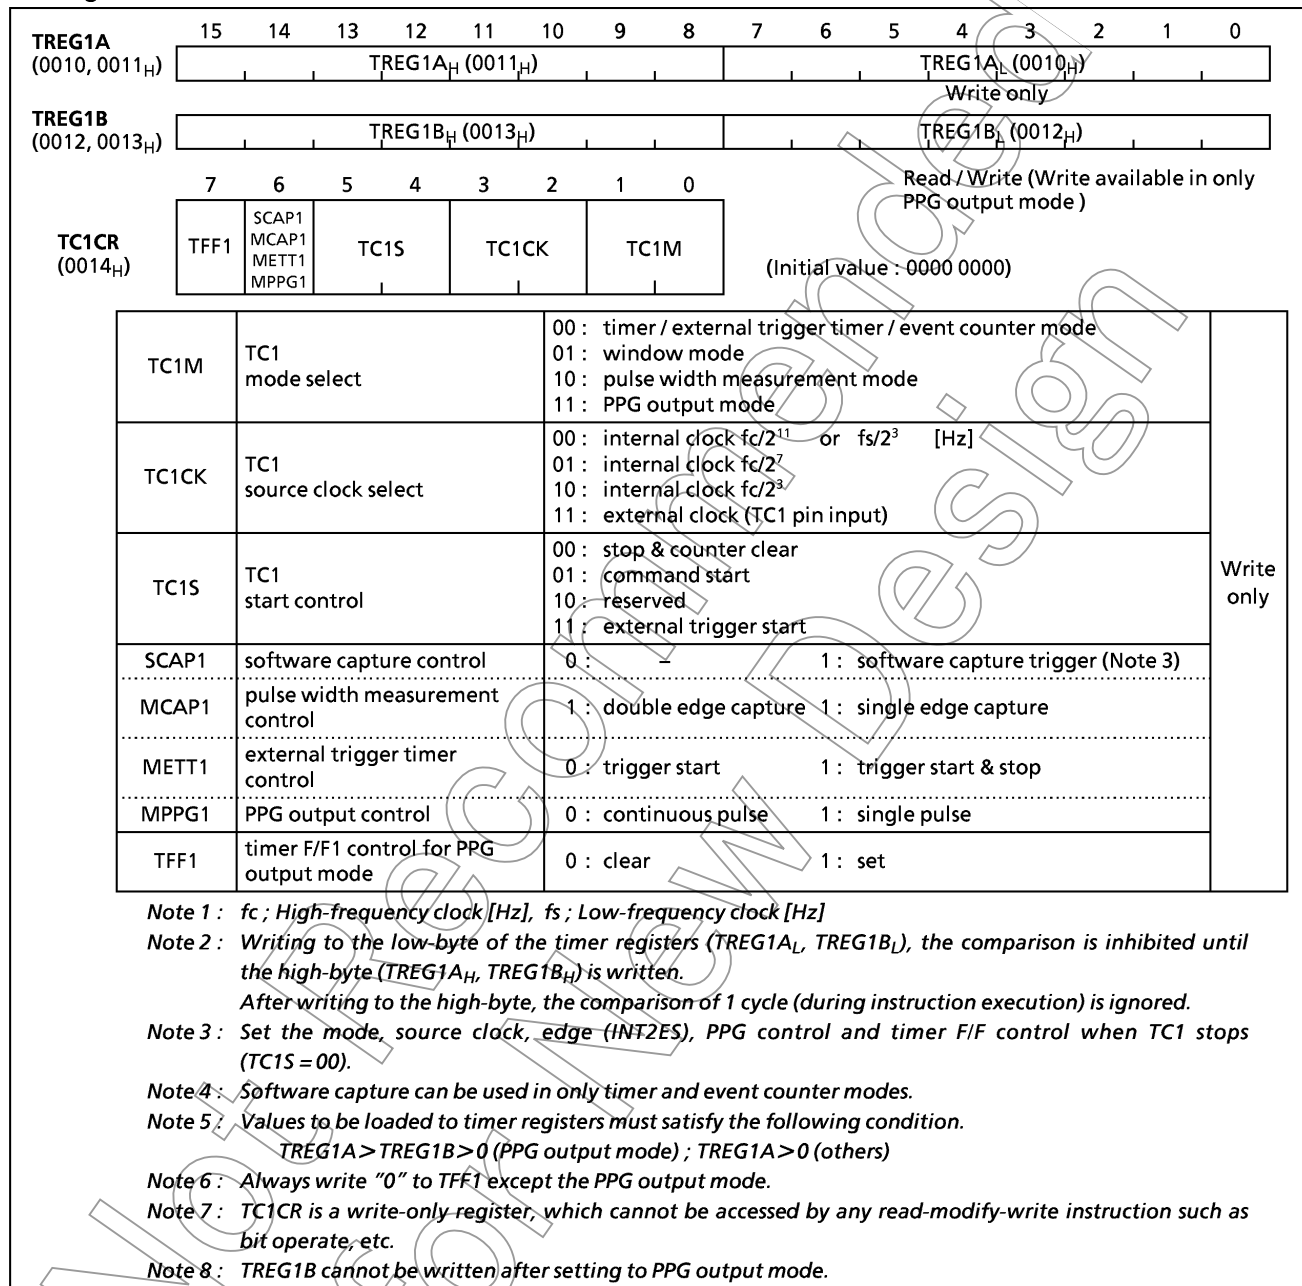 15 14 13 12 11 10 9 8 7 6 5 4 3 2 1 0
TREG1A
(0010, 0011H)
TREG1AH (0011H) TREG1AL (0010H)
Write only
TREG1B
(0012, 0013H)
TREG1BH (0013H) TREG1BL (0012H)
Read / Write (Write available in only
PPG output mode )
7 6 5 4 3 2 1 0
TC1CR
(0014H)
TFF1
SCAP1
MCAP1
METT1
MPPG1
TC1S TC1CK TC1M
(Initial value : 0000 0000)
TC1M
TC1
mode select
00 : timer / external trigger timer / event counter mode
01 : window mode
10 : pulse width measurement mode
11 : PPG output mode
TC1CK
TC1
source clock select
00 : internal clock fc/2¹¹ or fs/2³ [Hz]
01 : internal clock fc/2⁷
10 : internal clock fc/2³
11 : external clock (TC1 pin input)
TC1S
TC1
start control
00 : stop & counter clear
01 : command start
10 : reserved
11 : external trigger start
SCAP1 software capture control 0 : – 1 : software capture trigger (Note 3)
MCAP1
pulse width measurement
control
1 : double edge capture 1 : single edge capture
METT1
external trigger timer
control
0 : trigger start 1 : trigger start & stop
MPPG1 PPG output control 0 : continuous pulse 1 : single pulse
TFF1
timer F/F1 control for PPG
output mode
0 : clear 1 : set
Write
only
Note 1 : fc ; High-frequency clock [Hz], fs ; Low-frequency clock [Hz]
Note 2 : Writing to the low-byte of the timer registers (TREG1AL, TREG1BL), the comparison is inhibited until
the high-byte (TREG1AH, TREG1BH) is written.
After writing to the high-byte, the comparison of 1 cycle (during instruction execution) is ignored.
Note 3 : Set the mode, source clock, edge (INT2ES), PPG control and timer F/F control when TC1 stops
(TC1S = 00).
Note 4 : Software capture can be used in only timer and event counter modes.
Note 5 : Values to be loaded to timer registers must satisfy the following condition.
TREG1A > TREG1B > 0 (PPG output mode) ; TREG1A > 0 (others)
Note 6 : Always write "0" to TFF1 except the PPG output mode.
Note 7 : TC1CR is a write-only register, which cannot be accessed by any read-modify-write instruction such as
bit operate, etc.
Note 8 : TREG1B cannot be written after setting to PPG output mode.
Not Recommended
for New Design